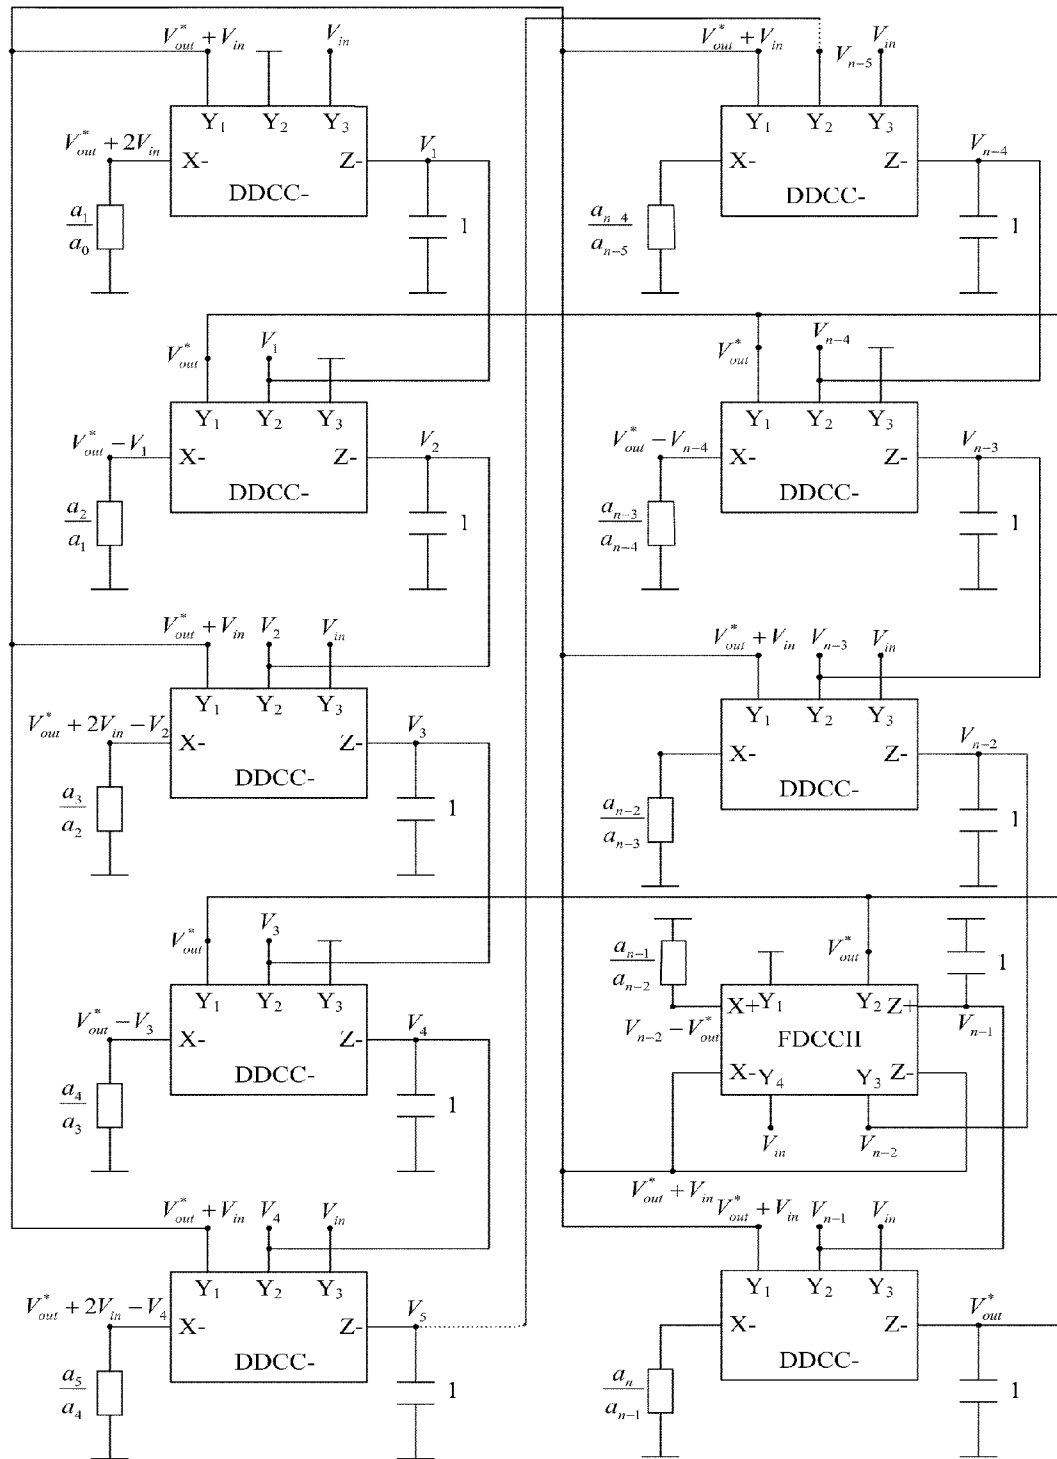 V*out + Vin
Vin
Y1 Y2 Y3
V*out + 2Vin
X-
Z-
V1
DDCC-
a1
a0
1
V*out
V1
Y1 Y2 Y3
V*out − V1
X-
Z-
V2
DDCC-
a2
a1
1
V*out + Vin
V2
Vin
Y1 Y2 Y3
V*out + 2Vin − V2
X-
Z-
V3
DDCC-
a3
a2
1
V*out
V3
Y1 Y2 Y3
V*out − V3
X-
Z-
V4
DDCC-
a4
a3
1
V*out + Vin
V4
Vin
Y1 Y2 Y3
V*out + 2Vin − V4
X-
Z-
V5
DDCC-
a5
a4
1
V*out + Vin
Vn−5
Vin
Y1 Y2 Y3
X-
Z-
Vn−4
DDCC-
an−4
an−5
1
V*out
Vn−4
Y1 Y2 Y3
V*out − Vn−4
X-
Z-
Vn−3
DDCC-
an−3
an−4
1
V*out + Vin
Vn−3
Vin
Y1 Y2 Y3
X-
Z-
Vn−2
DDCC-
an−2
an−3
1
an−1
an−2
V*out
1
X+
Y1
Y2
Z+
Vn−2 − V*out
Vn−1
FDCCII
X-
Y4
Y3
Z-
Vin
Vn−2
V*out + Vin
V*out + Vin
Vn−1
Vin
Y1 Y2 Y3
X-
Z-
V*out
DDCC-
an
an−1
1